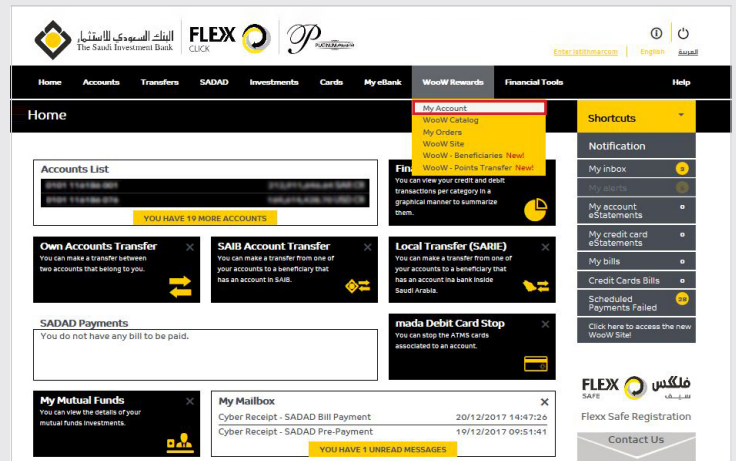 البنك السعودي للاستثمار
The Saudi Investment Bank
FLEXX
CLICK
PLATINUM
Enter Istithmarcom
English
العربية
Home
Accounts
Transfers
SADAD
Investments
Cards
My eBank
WooW Rewards
Financial Tools
Help
Home
My Account
WooW Catalog
My Orders
WooW Site
WooW - Beneficiaries New!
WooW - Points Transfer New!
Shortcuts
Notification
My inbox
My alerts
My account
eStatements
0
My credit card
eStatements
0
My bills
0
Credit Cards Bills
0
Scheduled
Payments Failed
28
Click here to access the new
WooW Site!
Accounts List
YOU HAVE 19 MORE ACCOUNTS
You can view your credit and debit
transactions per category in a
graphical manner to summarize
them.
Own Accounts Transfer
You can make a transfer between
two accounts that belong to you.
SAIB Account Transfer
You can make a transfer from one of
your accounts to a beneficiary that
has an account in SAIB.
Local Transfer (SARIE)
You can make a transfer from one of
your accounts to a beneficiary that
has an account in a bank inside
Saudi Arabia.
SADAD Payments
You do not have any bill to be paid.
mada Debit Card Stop
You can stop the ATMS cards
associated to an account.
My Mutual Funds
You can view the details of your
mutual funds investments.
My Mailbox
Cyber Receipt - SADAD Bill Payment 20/12/2017 14:47:26
Cyber Receipt - SADAD Pre-Payment 19/12/2017 09:51:41
YOU HAVE 1 UNREAD MESSAGES
FLEXX
SAFE
فلكس
سيف
Flexx Safe Registration
Contact Us